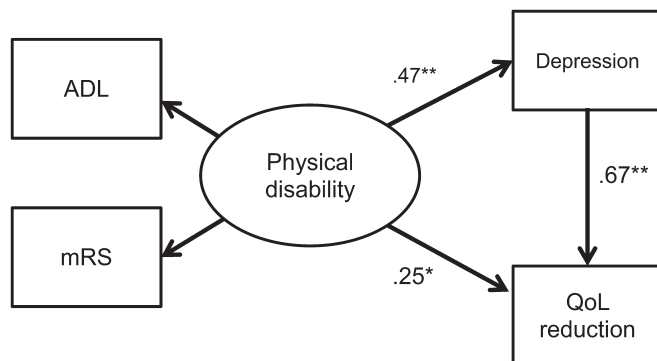 ADL
mRS
Physical
disability
.47**
.25*
Depression
.67**
QoL
reduction